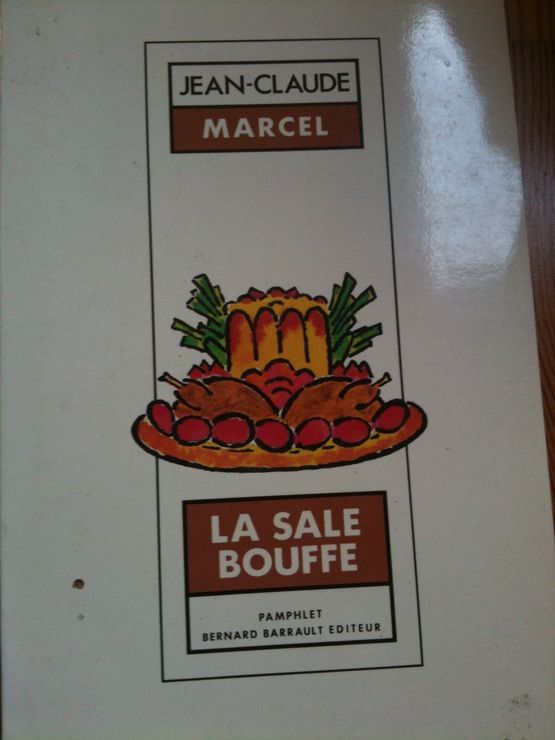 JEAN-CLAUDE
MARCEL
LA SALE
BOUFFE
PAMPHLET
BERNARD BARRAULT EDITEUR